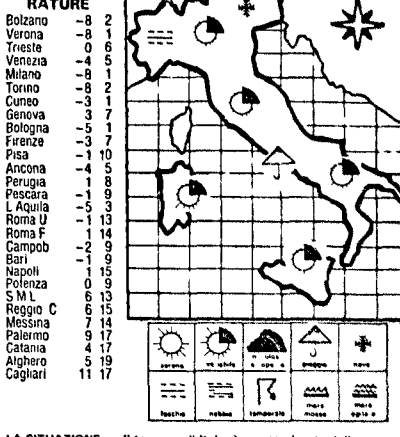 RATURE
Bolzano -8 2
Verona -8 1
Trieste 0 6
Venezia -4 5
Milano -8 1
Torino -8 2
Cuneo -3 1
Genova 3 7
Bologna -5 1
Firenze -3 7
Pisa -1 10
Ancona -4 5
Perugia 1 8
Pescara -1 9
L Aquila -5 3
Roma U -1 13
Roma F 1 14
Campob -2 9
Bari -1 9
Napoli 1 15
Potenza 0 9
S M L 6 13
Reggio C 6 15
Messina 7 14
Palermo 9 17
Catania 4 17
Alghero 5 19
Cagliari 11 17
sereno pioggia neve
foschia nebbia temporale mare mosso mare agitato
LA SITUAZIONE